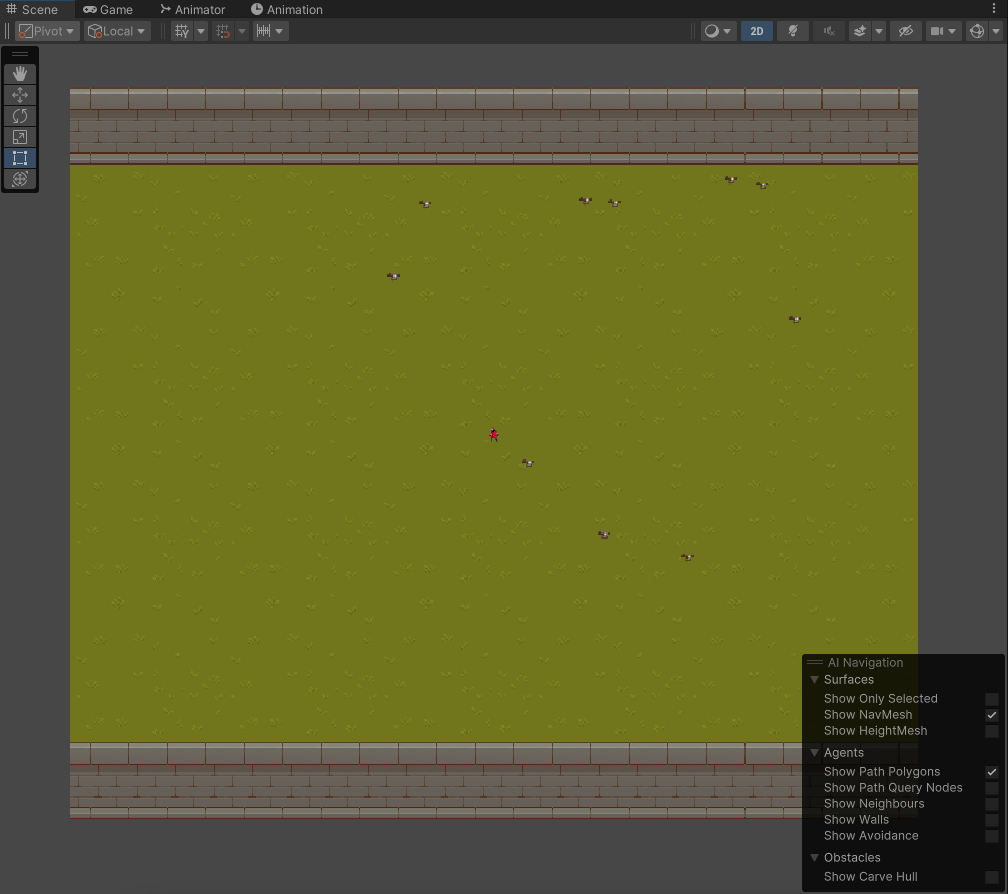 Scene Game Animator Animation
Pivot Local 2D
AI Navigation
Surfaces
Show Only Selected
Show NavMesh
Show HeightMesh
Agents
Show Path Polygons
Show Path Query Nodes
Show Neighbours
Show Walls
Show Avoidance
Obstacles
Show Carve Hull